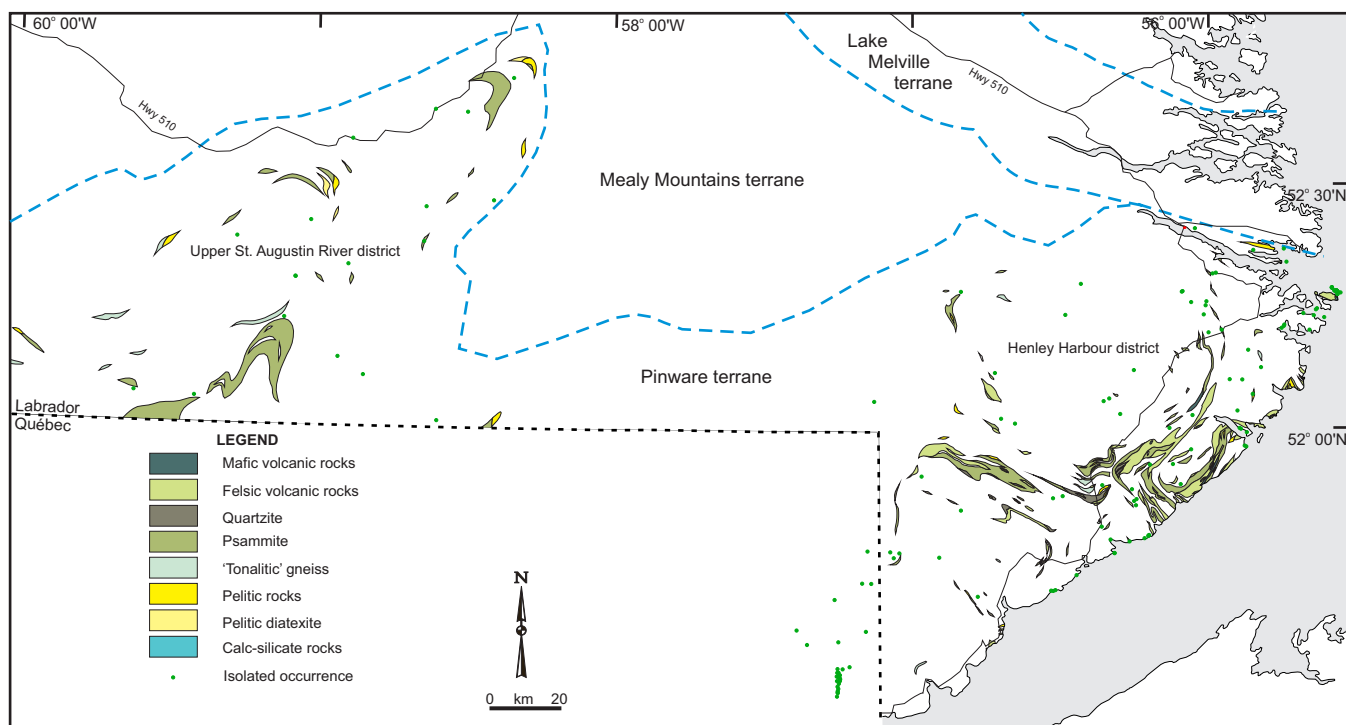 60° 00'W
58° 00'W
56° 00'W
Lake
Melville
terrane
Hwy 510
Hwy 510
Mealy Mountains terrane
52° 30'N
Upper St. Augustin River district
Henley Harbour district
Pinware terrane
Labrador
Québec
52° 00'N
LEGEND
Mafic volcanic rocks
Felsic volcanic rocks
Quartzite
Psammite
‘Tonalitic’ gneiss
Pelitic rocks
Pelitic diatexite
Calc-silicate rocks
Isolated occurrence
N
0 km 20